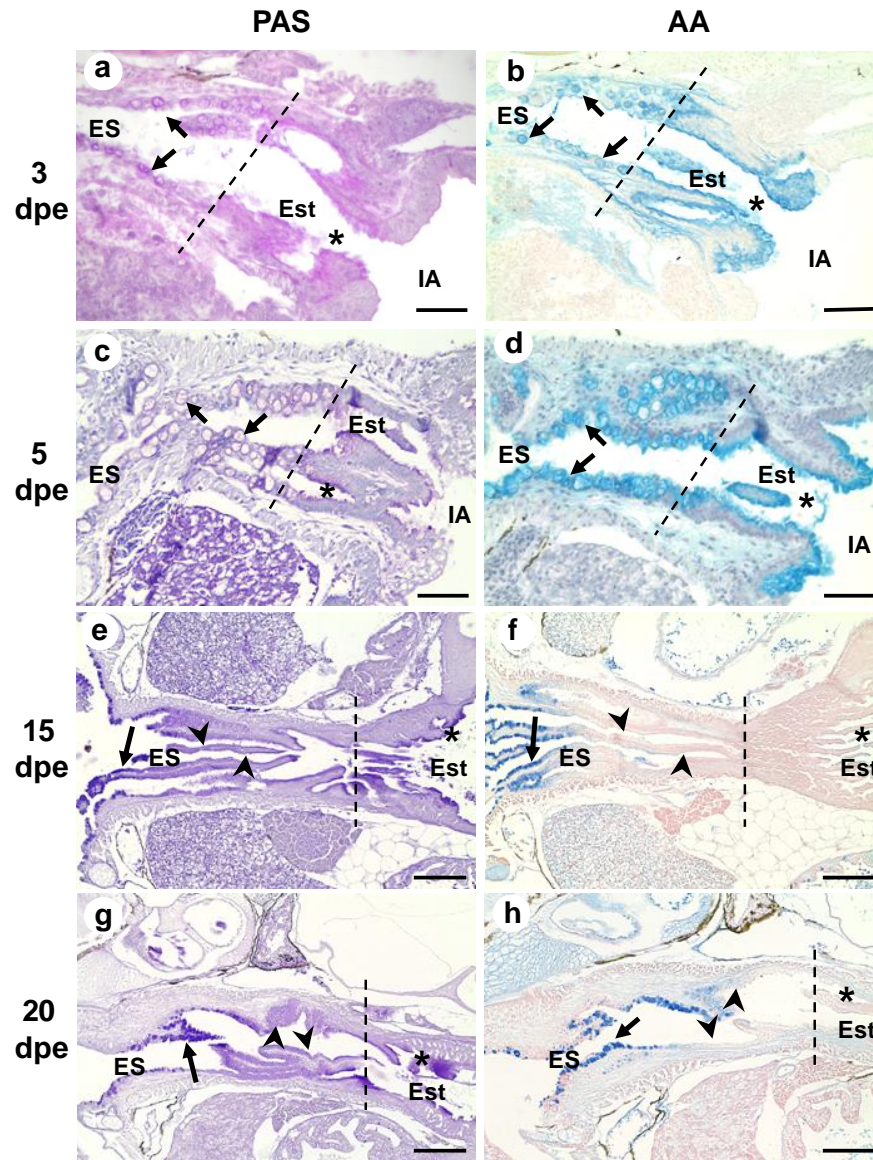 PAS AA
a b
ES ES
3 dpe
Est Est
* *
IA IA
c d
Est
5 dpe
ES ES Est
* *
IA IA
e f
15 dpe
* *
ES Est ES Est
g h
20 dpe
* *
ES Est ES Est